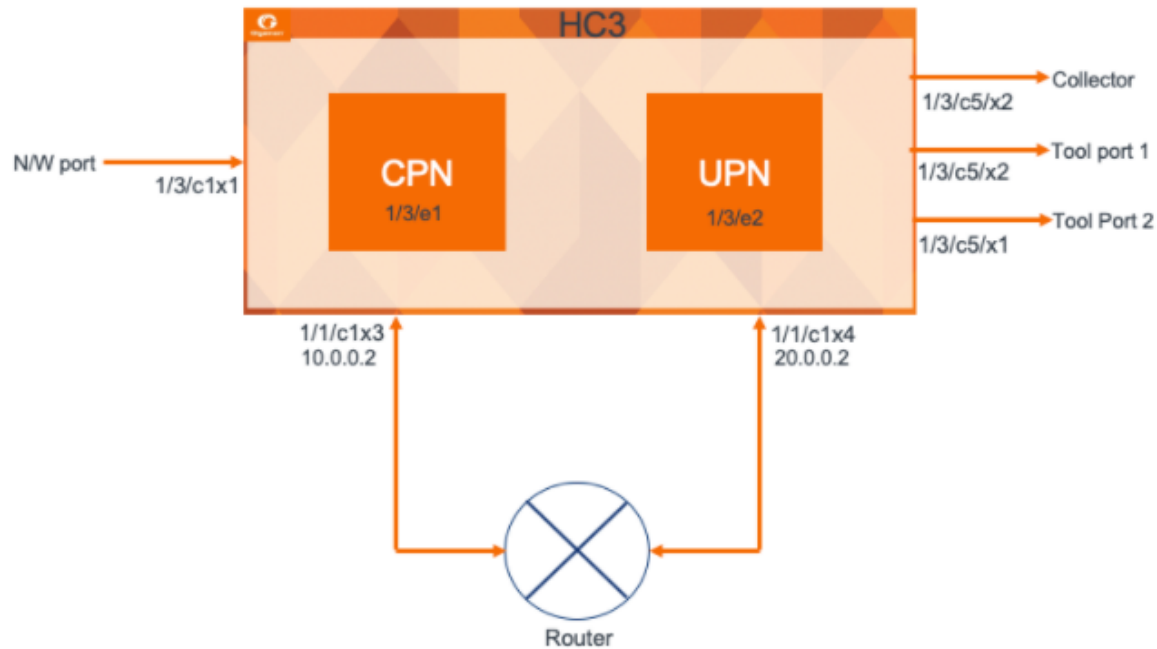 HC3
Collector
1/3/c5/x2
CPN
UPN
Tool port 1
N/W port
1/3/c5/x2
1/3/c1x1
1/3/e1
1/3/e2
Tool Port 2
1/3/c5/x1
1/1/c1x3
10.0.0.2
1/1/c1x4
20.0.0.2
Router